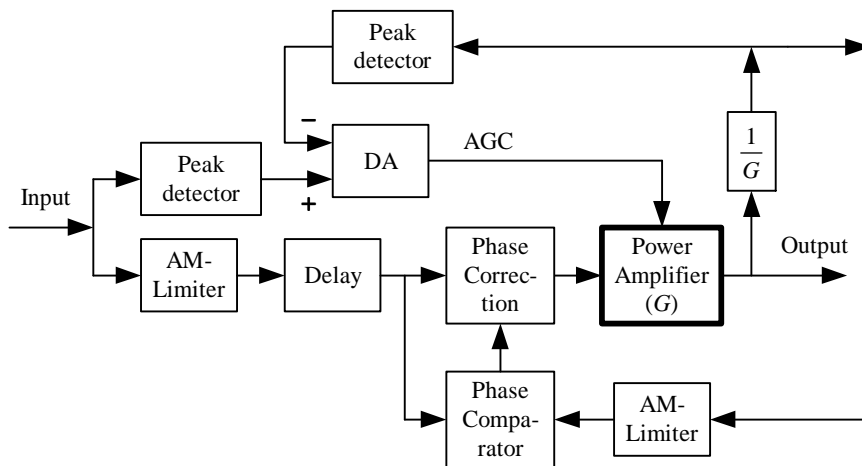 Peak
detector
−
DA
AGC
1
G
Peak
detector
+
Input
AM-
Limiter
Delay
Phase
Correc-
tion
Power
Amplifier
(G)
Output
Phase
Compa-
rator
AM-
Limiter